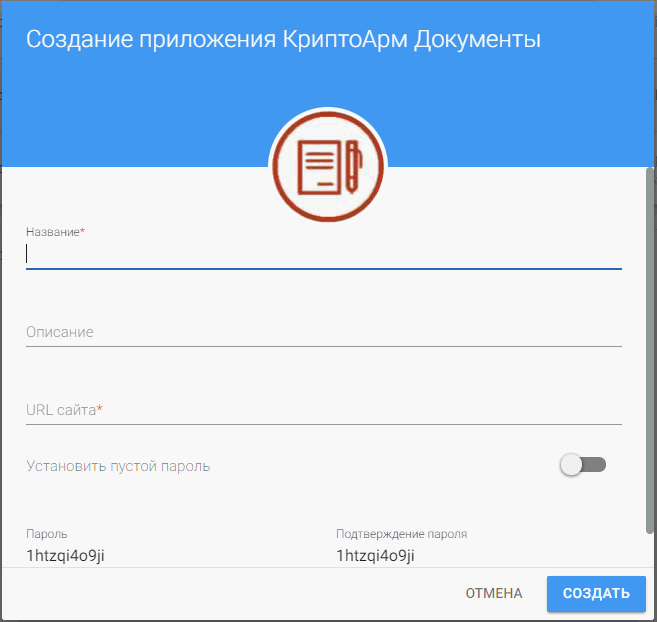 Создание приложения КриптоАрм Документы
Название*
Описание
URL сайта*
Установить пустой пароль
Пароль Подтверждение пароля
1htzqi4o9ji 1htzqi4o9ji
ОТМЕНА СОЗДАТЬ